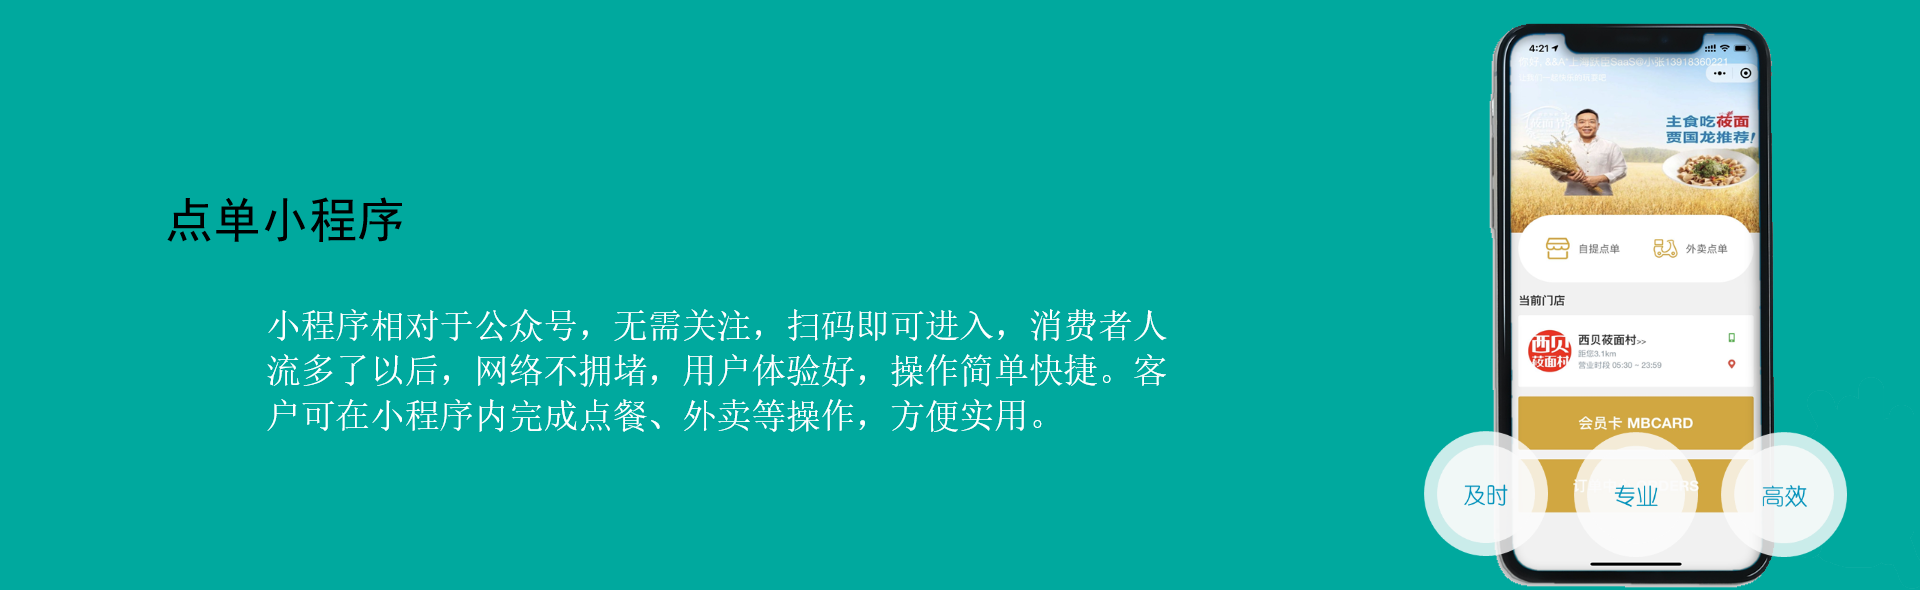 点单小程序
小程序相对于公众号，无需关注，扫码即可进入，消费者人
流多了以后，网络不拥堵，用户体验好，操作简单快捷。客
户可在小程序内完成点餐、外卖等操作，方便实用。
4:21
主食吃莜面
贾国龙推荐!
自提点单
外卖点单
当前门店
西贝
莜面村
西贝莜面村>>
距您3.1km
营业时段 05:30 ~ 23:59
会员卡 MBCARD
及时
专业
高效